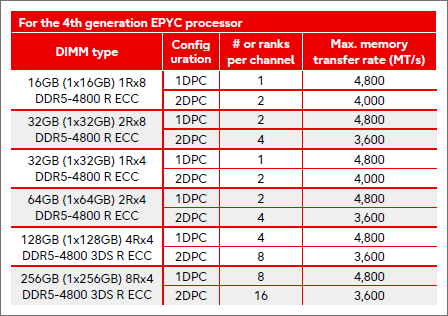 For the 4th generation EPYC processor
DIMM type Config uration # or ranks per channel Max. memory transfer rate (MT/s)
16GB (1x16GB) 1Rx8 DDR5-4800 R ECC 1DPC 1 4,800
2DPC 2 4,000
32GB (1x32GB) 2Rx8 DDR5-4800 R ECC 1DPC 2 4,800
2DPC 4 3,600
32GB (1x32GB) 1Rx4 DDR5-4800 R ECC 1DPC 1 4,800
2DPC 2 4,000
64GB (1x64GB) 2Rx4 DDR5-4800 R ECC 1DPC 2 4,800
2DPC 4 3,600
128GB (1x128GB) 4Rx4 DDR5-4800 3DS R ECC 1DPC 4 4,800
2DPC 8 3,600
256GB (1x256GB) 8Rx4 DDR5-4800 3DS R ECC 1DPC 8 4,800
2DPC 16 3,600